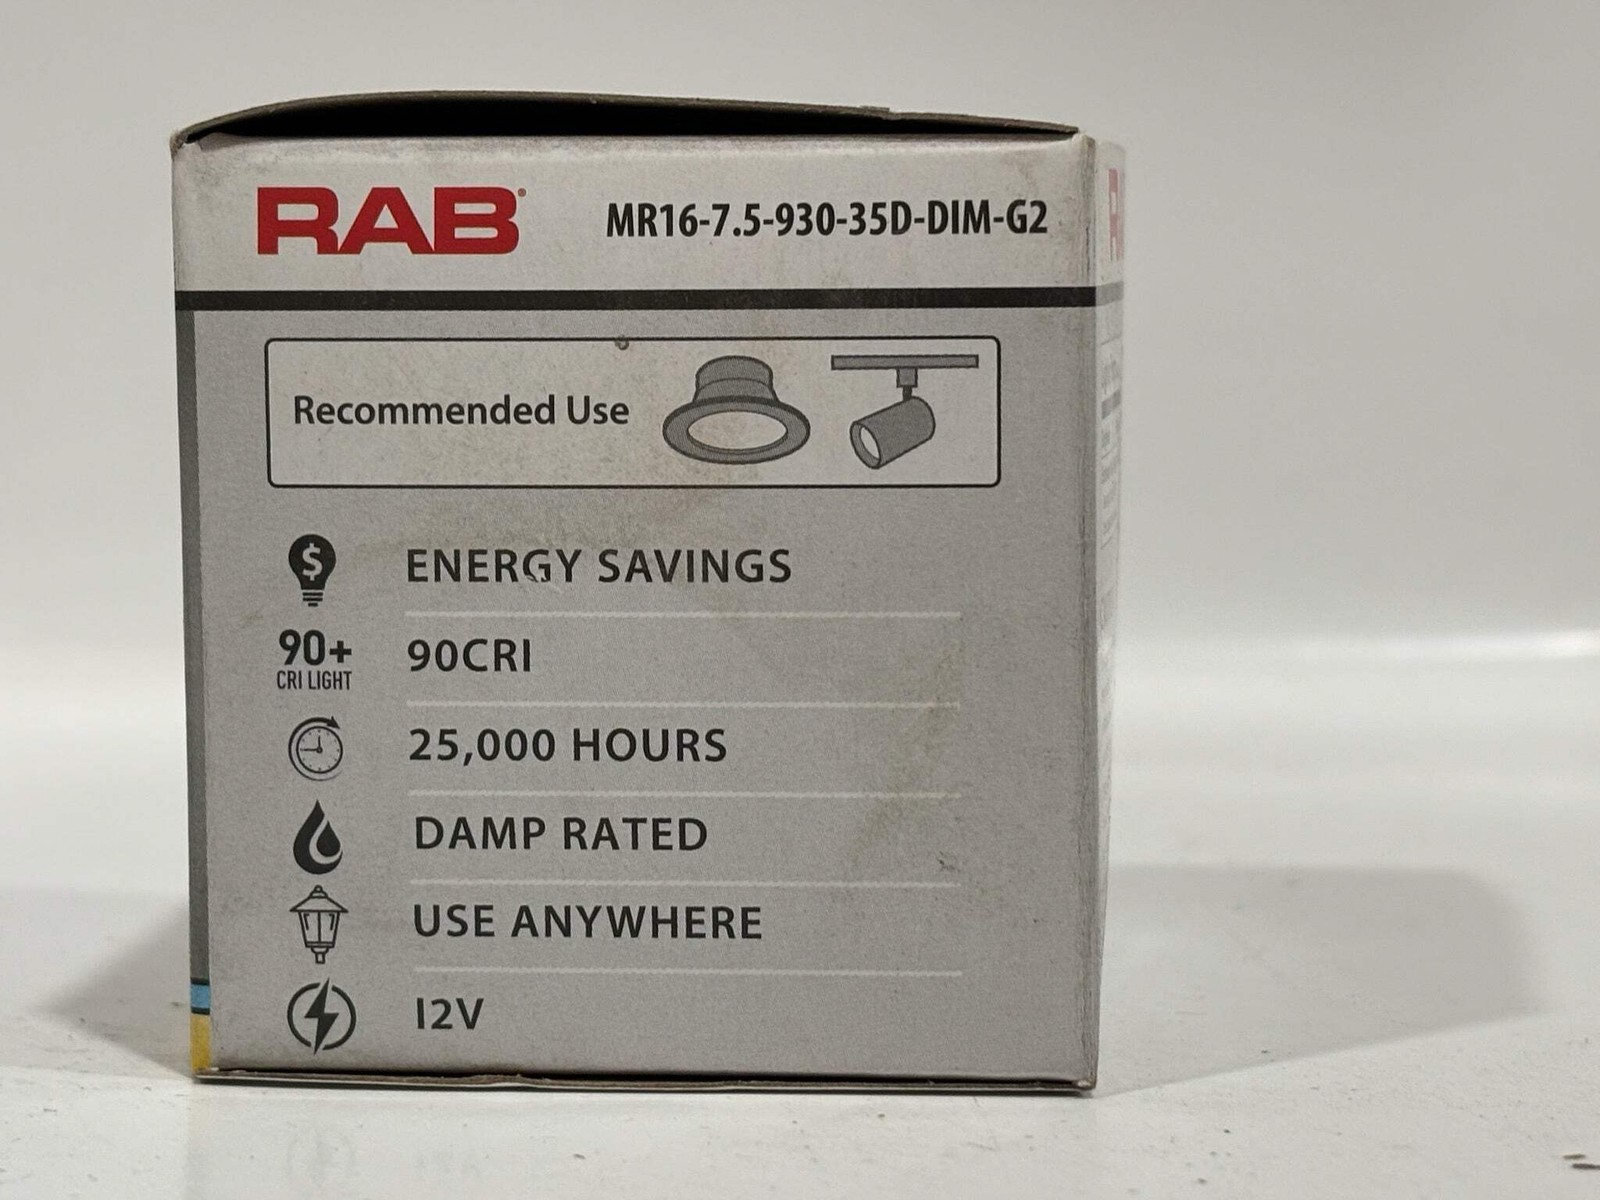 RAB®
MR16-7.5-930-35D-DIM-G2
Recommended Use
$
ENERGY SAVINGS
90+
CRI LIGHT
90CRI
25,000 HOURS
DAMP RATED
USE ANYWHERE
12V